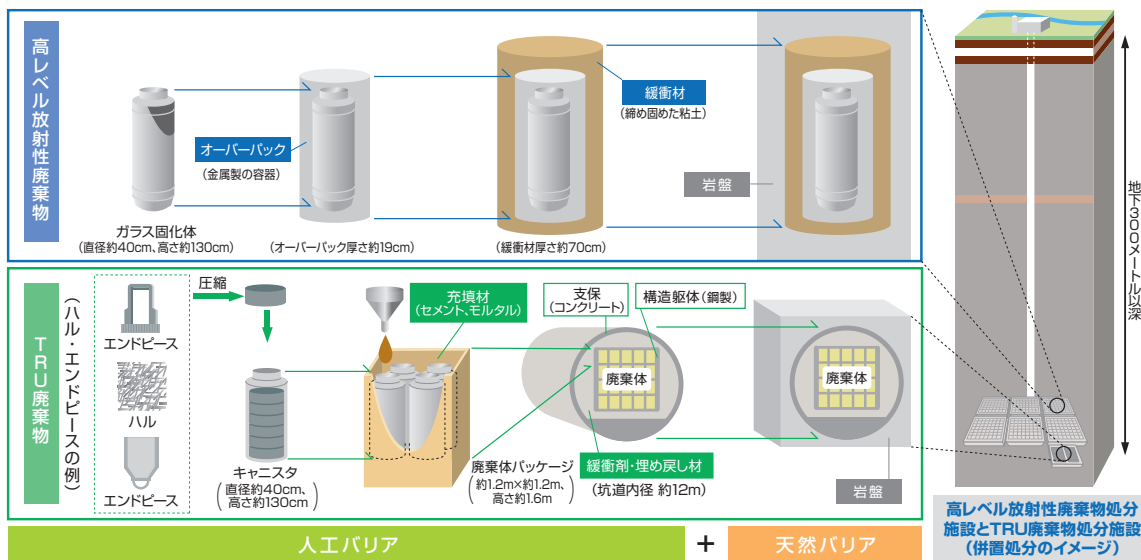 高レベル放射性廃棄物
ガラス固化体
(直径約40cm、高さ約130cm)
オーバーパック
(金属製の容器)
(オーバーパック厚さ約19cm)
緩衝材
(締め固めた粘土)
(緩衝材厚さ約70cm)
岩盤
TRU廃棄物
(ハル・エンドピースの例)
エンドピース
ハル
エンドピース
圧縮
キャニスタ
(直径約40cm、
高さ約130cm)
充填材
(セメント、モルタル)
廃棄体パッケージ
(約1.2m×約1.2m、
高さ約1.6m)
支保
(コンクリート)
構造躯体(鋼製)
廃棄体
緩衝剤・埋め戻し材
(坑道内径 約12m)
廃棄体
岩盤
人工バリア
+
天然バリア
地下300メートル以深
高レベル放射性廃棄物処分
施設とTRU廃棄物処分施設
(併置処分のイメージ)